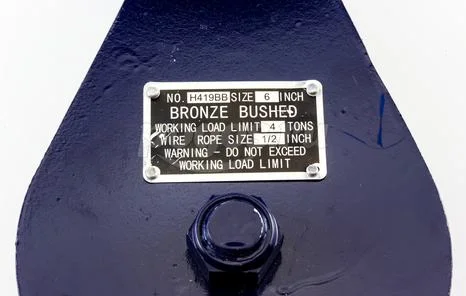 NO. H419BB SIZE 6 INCH
BRONZE BUSHED
WORKING LOAD LIMIT 4 TONS
WIRE ROPE SIZE 1/2 INCH
WARNING - DO NOT EXCEED
WORKING LOAD LIMIT